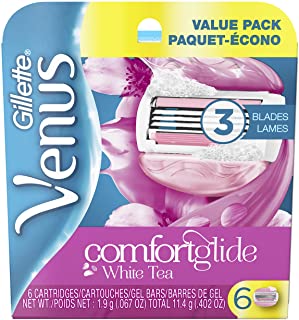 VALUE PACK
PAQUET-ÉCONO
Gillette
Venus
3
BLADES
LAMES
comfortglide
White Tea
6 CARTRIDGES/CARTOUCHES/GEL BARS/BARRES DE GEL
NET WT./POIDS NET : 1.9 g (.067 OZ) TOTAL 11.4 g (.402 OZ)
6